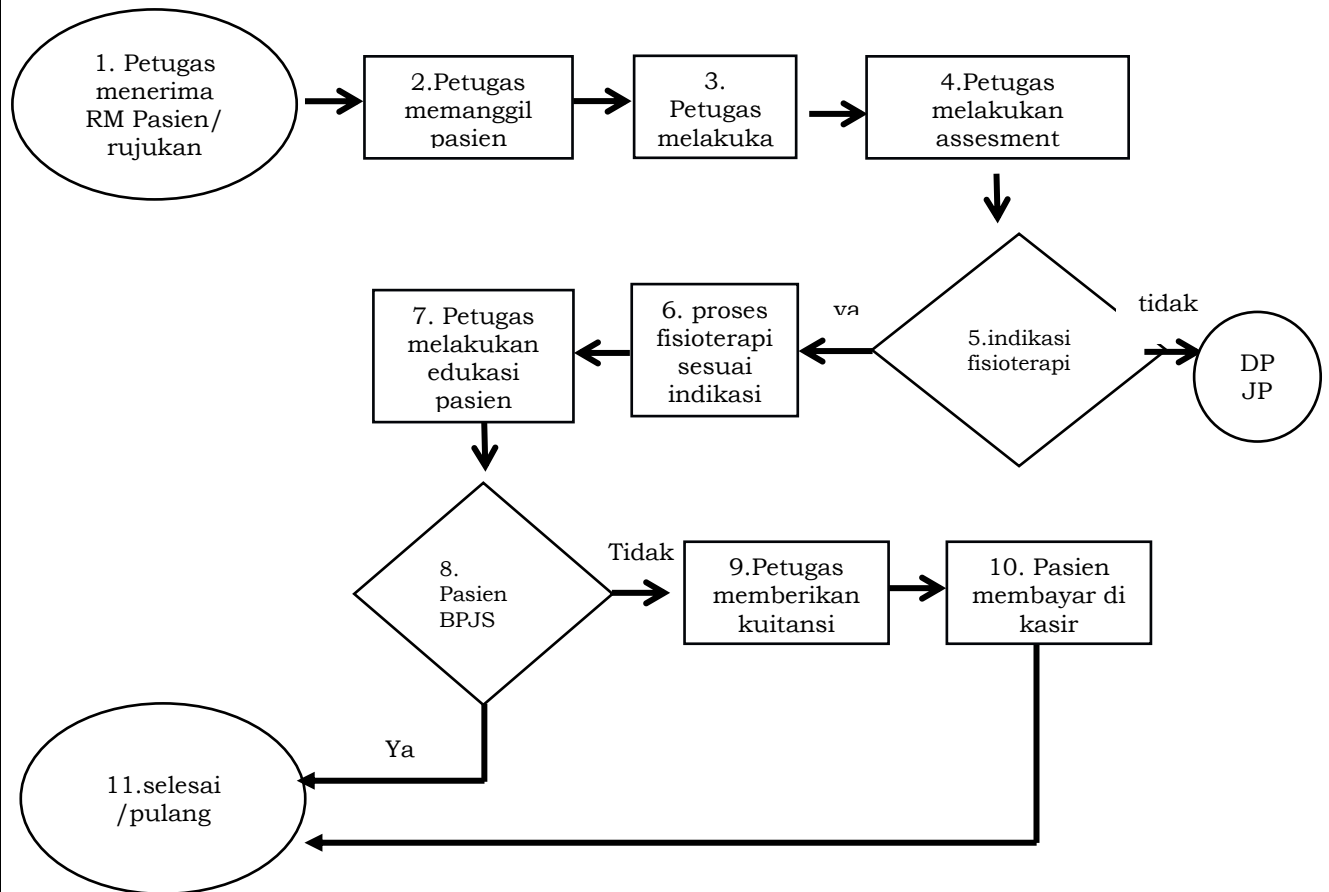 1. Petugas
menerima
RM Pasien/
rujukan
2.Petugas
memanggil
pasien
3.
Petugas
melakuka
4.Petugas
melakukan
assesment
5.indikasi
fisioterapi
tidak
DP
JP
ya
6. proses
fisioterapi
sesuai
indikasi
7. Petugas
melakukan
edukasi
pasien
8.
Pasien
BPJS
Tidak
9.Petugas
memberikan
kuitansi
10. Pasien
membayar di
kasir
Ya
11.selesai
/pulang